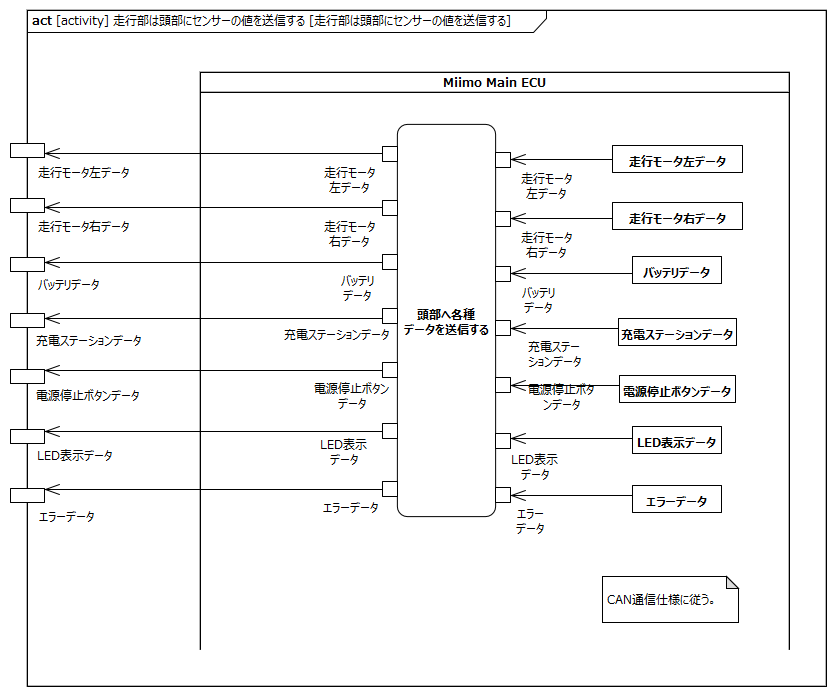 act [activity] 走行部は頭部にセンサーの値を送信する [走行部は頭部にセンサーの値を送信する]
Miimo Main ECU
走行モータ左データ
走行モータ
左データ
走行モータ
左データ
走行モータ左データ
走行モータ右データ
走行モータ
右データ
走行モータ
右データ
走行モータ右データ
バッテリデータ
バッテリ
データ
バッテリ
データ
バッテリデータ
頭部へ各種
データを送信する
充電ステーションデータ
充電ステーションデータ
充電ステー
ションデータ
充電ステーションデータ
電源停止ボタンデータ
電源停止ボタン
データ
電源停止ボタ
ンデータ
電源停止ボタンデータ
LED表示データ
LED表示
データ
LED表示
データ
LED表示データ
エラーデータ
エラーデータ
エラー
データ
エラーデータ
CAN通信仕様に従う。